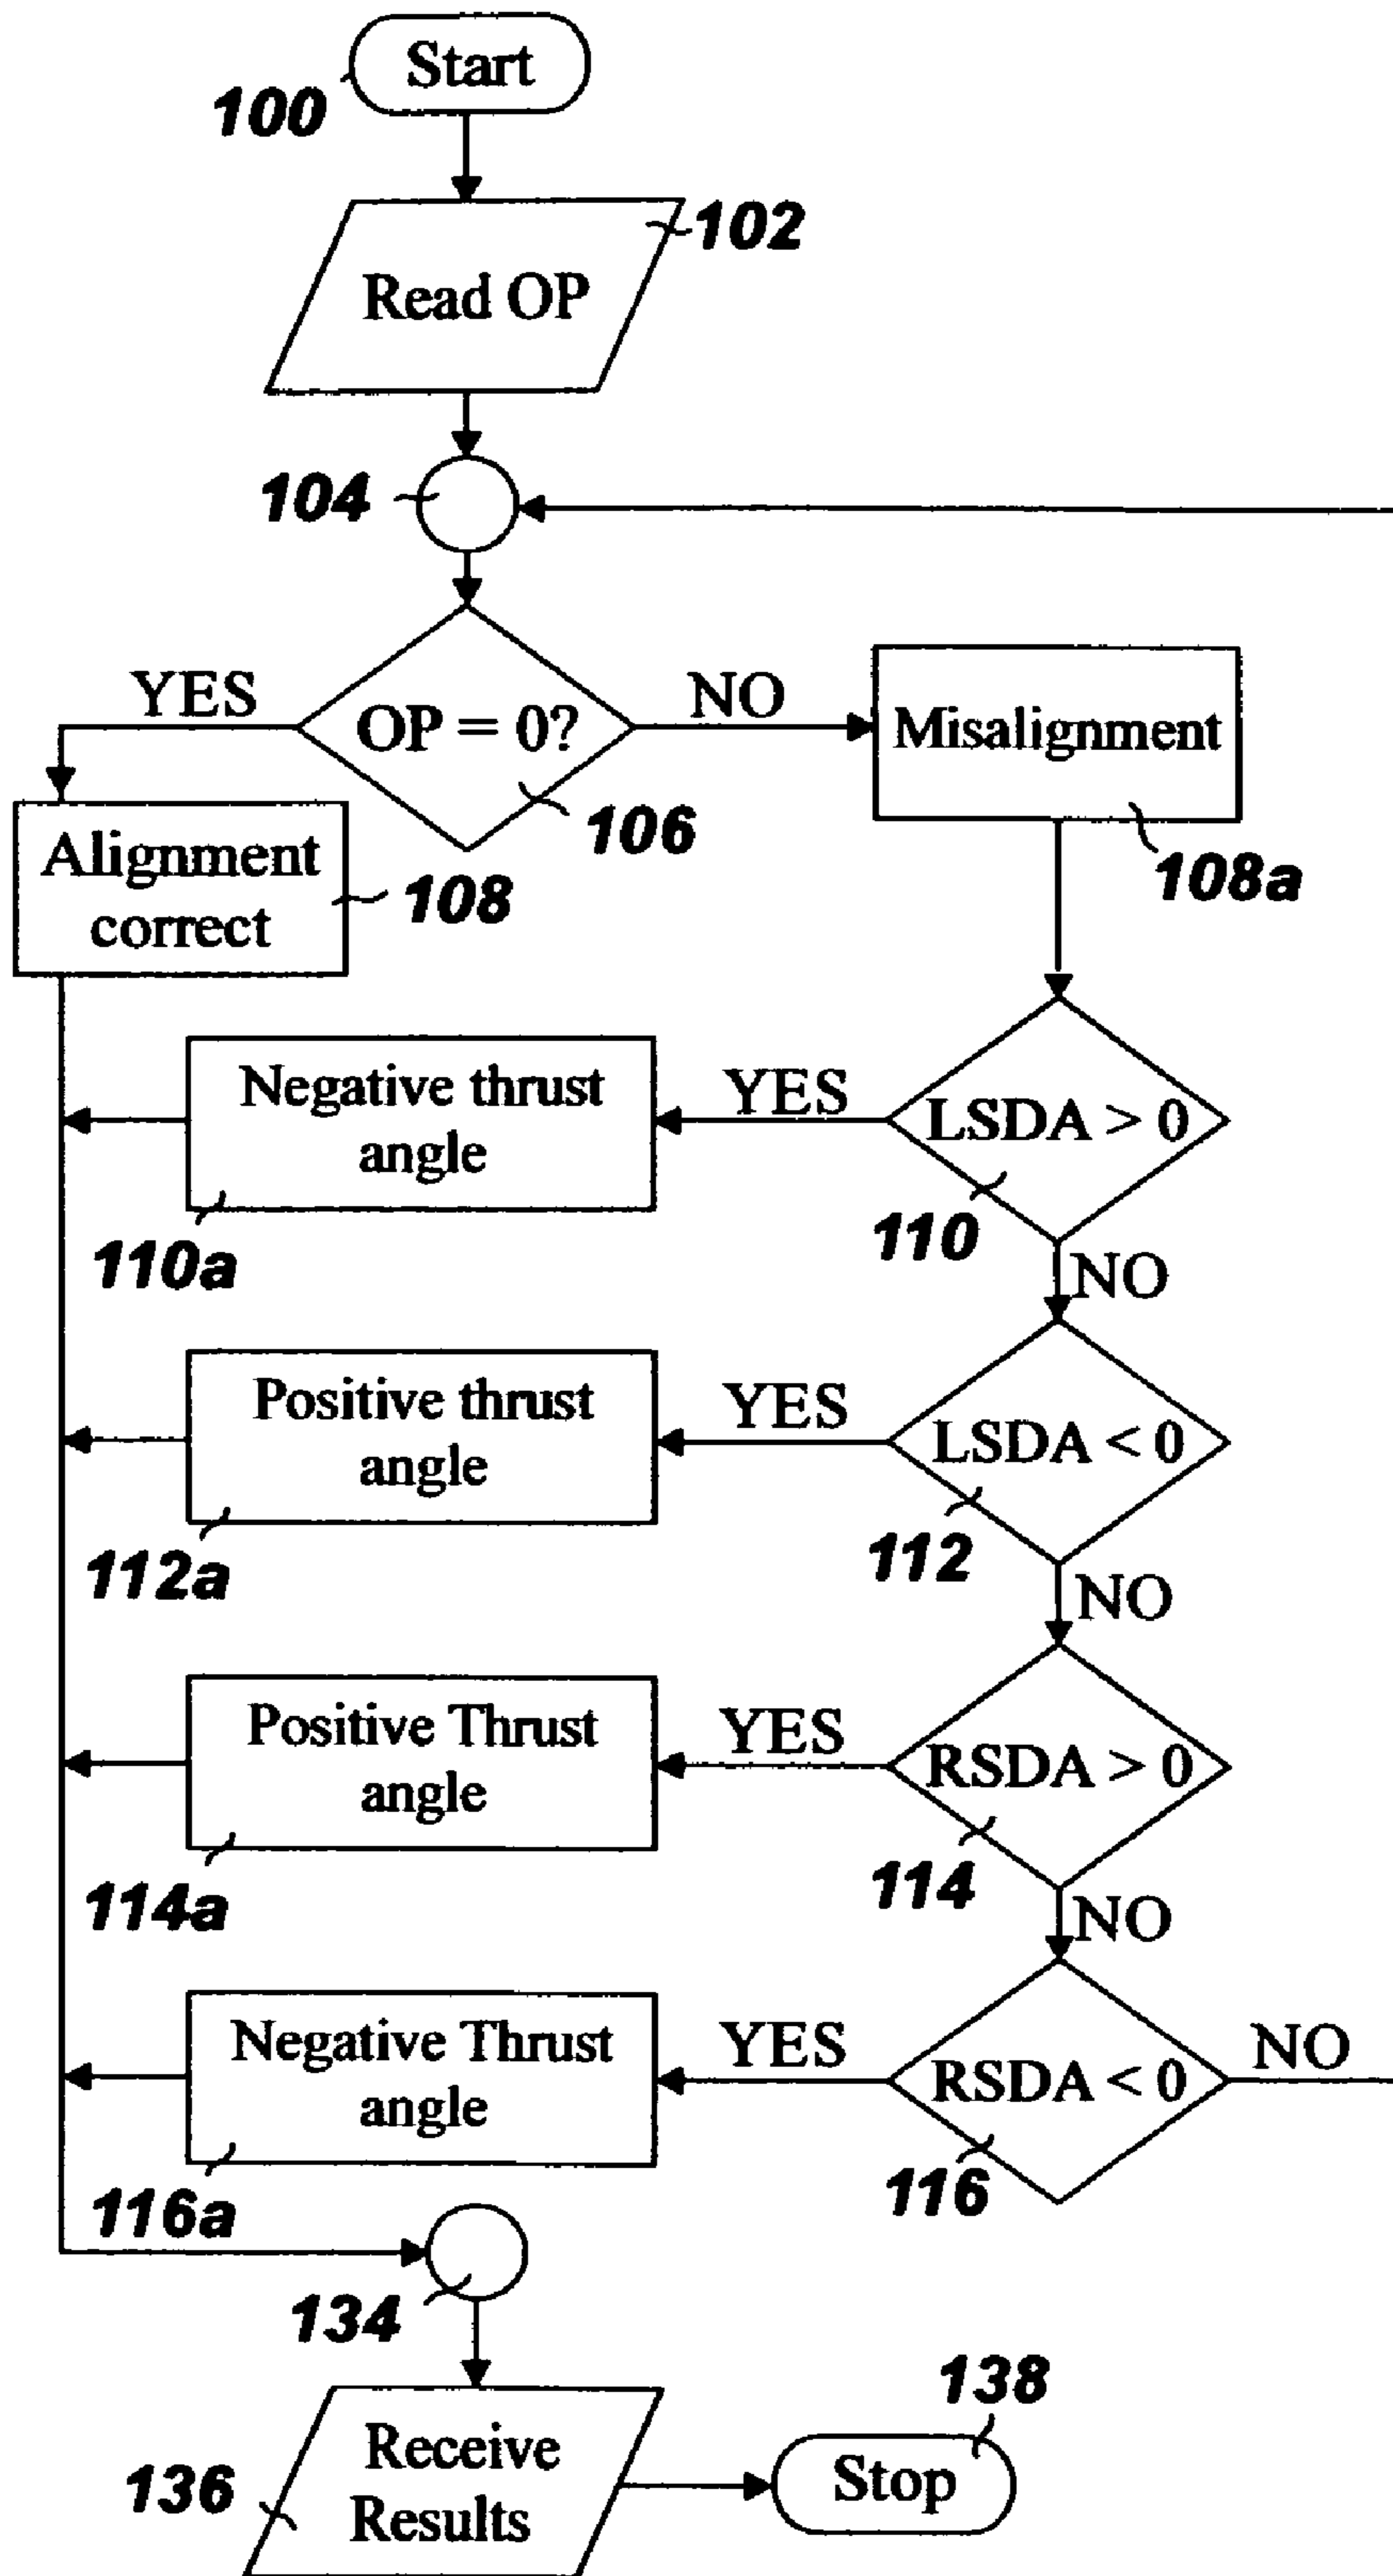 Start
100
102
Read OP
104
YES
NO
OP = 0?
Misalignment
106
108a
Alignment
correct
108
Negative thrust
angle
YES
LSDA > 0
110a
110
NO
Positive thrust
angle
YES
LSDA < 0
112a
112
NO
Positive Thrust
angle
YES
RSDA > 0
114a
114
NO
Negative Thrust
angle
YES
RSDA < 0
NO
116a
116
134
138
Receive
Results
136
Stop